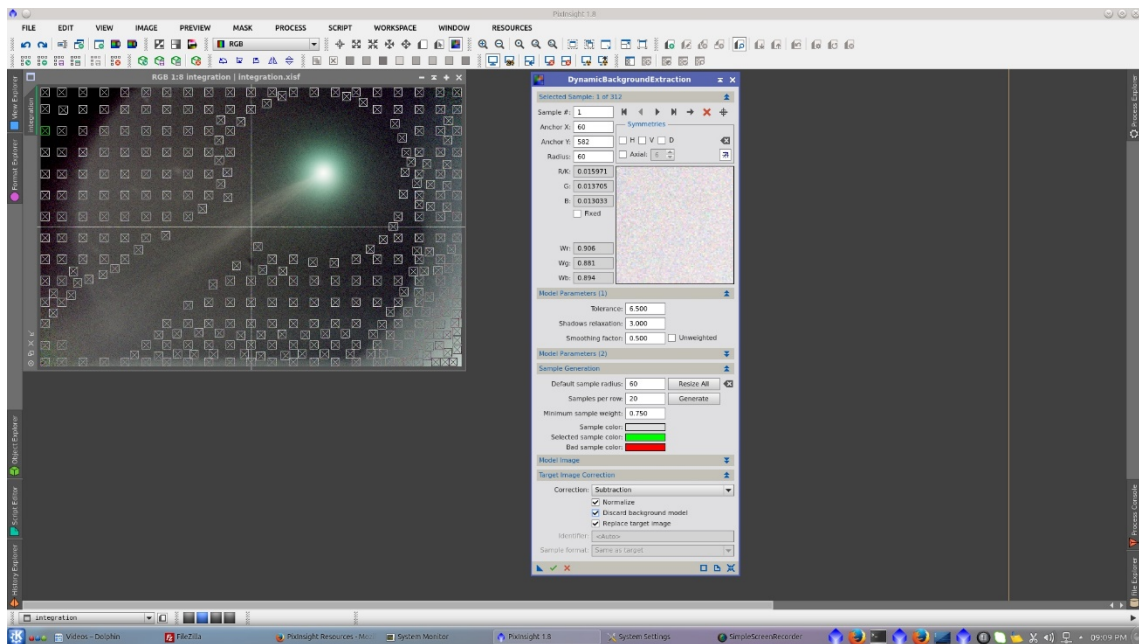 PixInsight 1.8
FILE EDIT VIEW IMAGE PREVIEW MASK PROCESS SCRIPT WORKSPACE WINDOW RESOURCES
RGB
RGB 1:8 integration | integration.xisf
integration
View Explorer
Format Explorer
Object Explorer
Script Editor
History Explorer
Process Explorer
Process Console
File Explorer
DynamicBackgroundExtraction
Selected Sample: 1 of 312
Sample #: 1
Anchor X: 60
Anchor Y: 582
Radius: 60
Symmetries
H V D
Axial: 6
R/K: 0.015971
G: 0.013705
B: 0.013033
Fixed
Wr: 0.906
Wg: 0.881
Wb: 0.894
Model Parameters (1)
Tolerance: 6.500
Shadows relaxation: 3.000
Smoothing factor: 0.500 Unweighted
Model Parameters (2)
Sample Generation
Default sample radius: 60 Resize All
Samples per row: 20 Generate
Minimum sample weight: 0.750
Sample color:
Selected sample color:
Bad sample color:
Model Image
Target Image Correction
Correction: Subtraction
Normalize
Discard background model
Replace target image
Identifier: <Auto>
Sample format: Same as target
integration
Videos – Dolphin FileZilla PixInsight Resources - Mo System Monitor PixInsight 1.8 System Settings SimpleScreenRecorder 09:09 PM